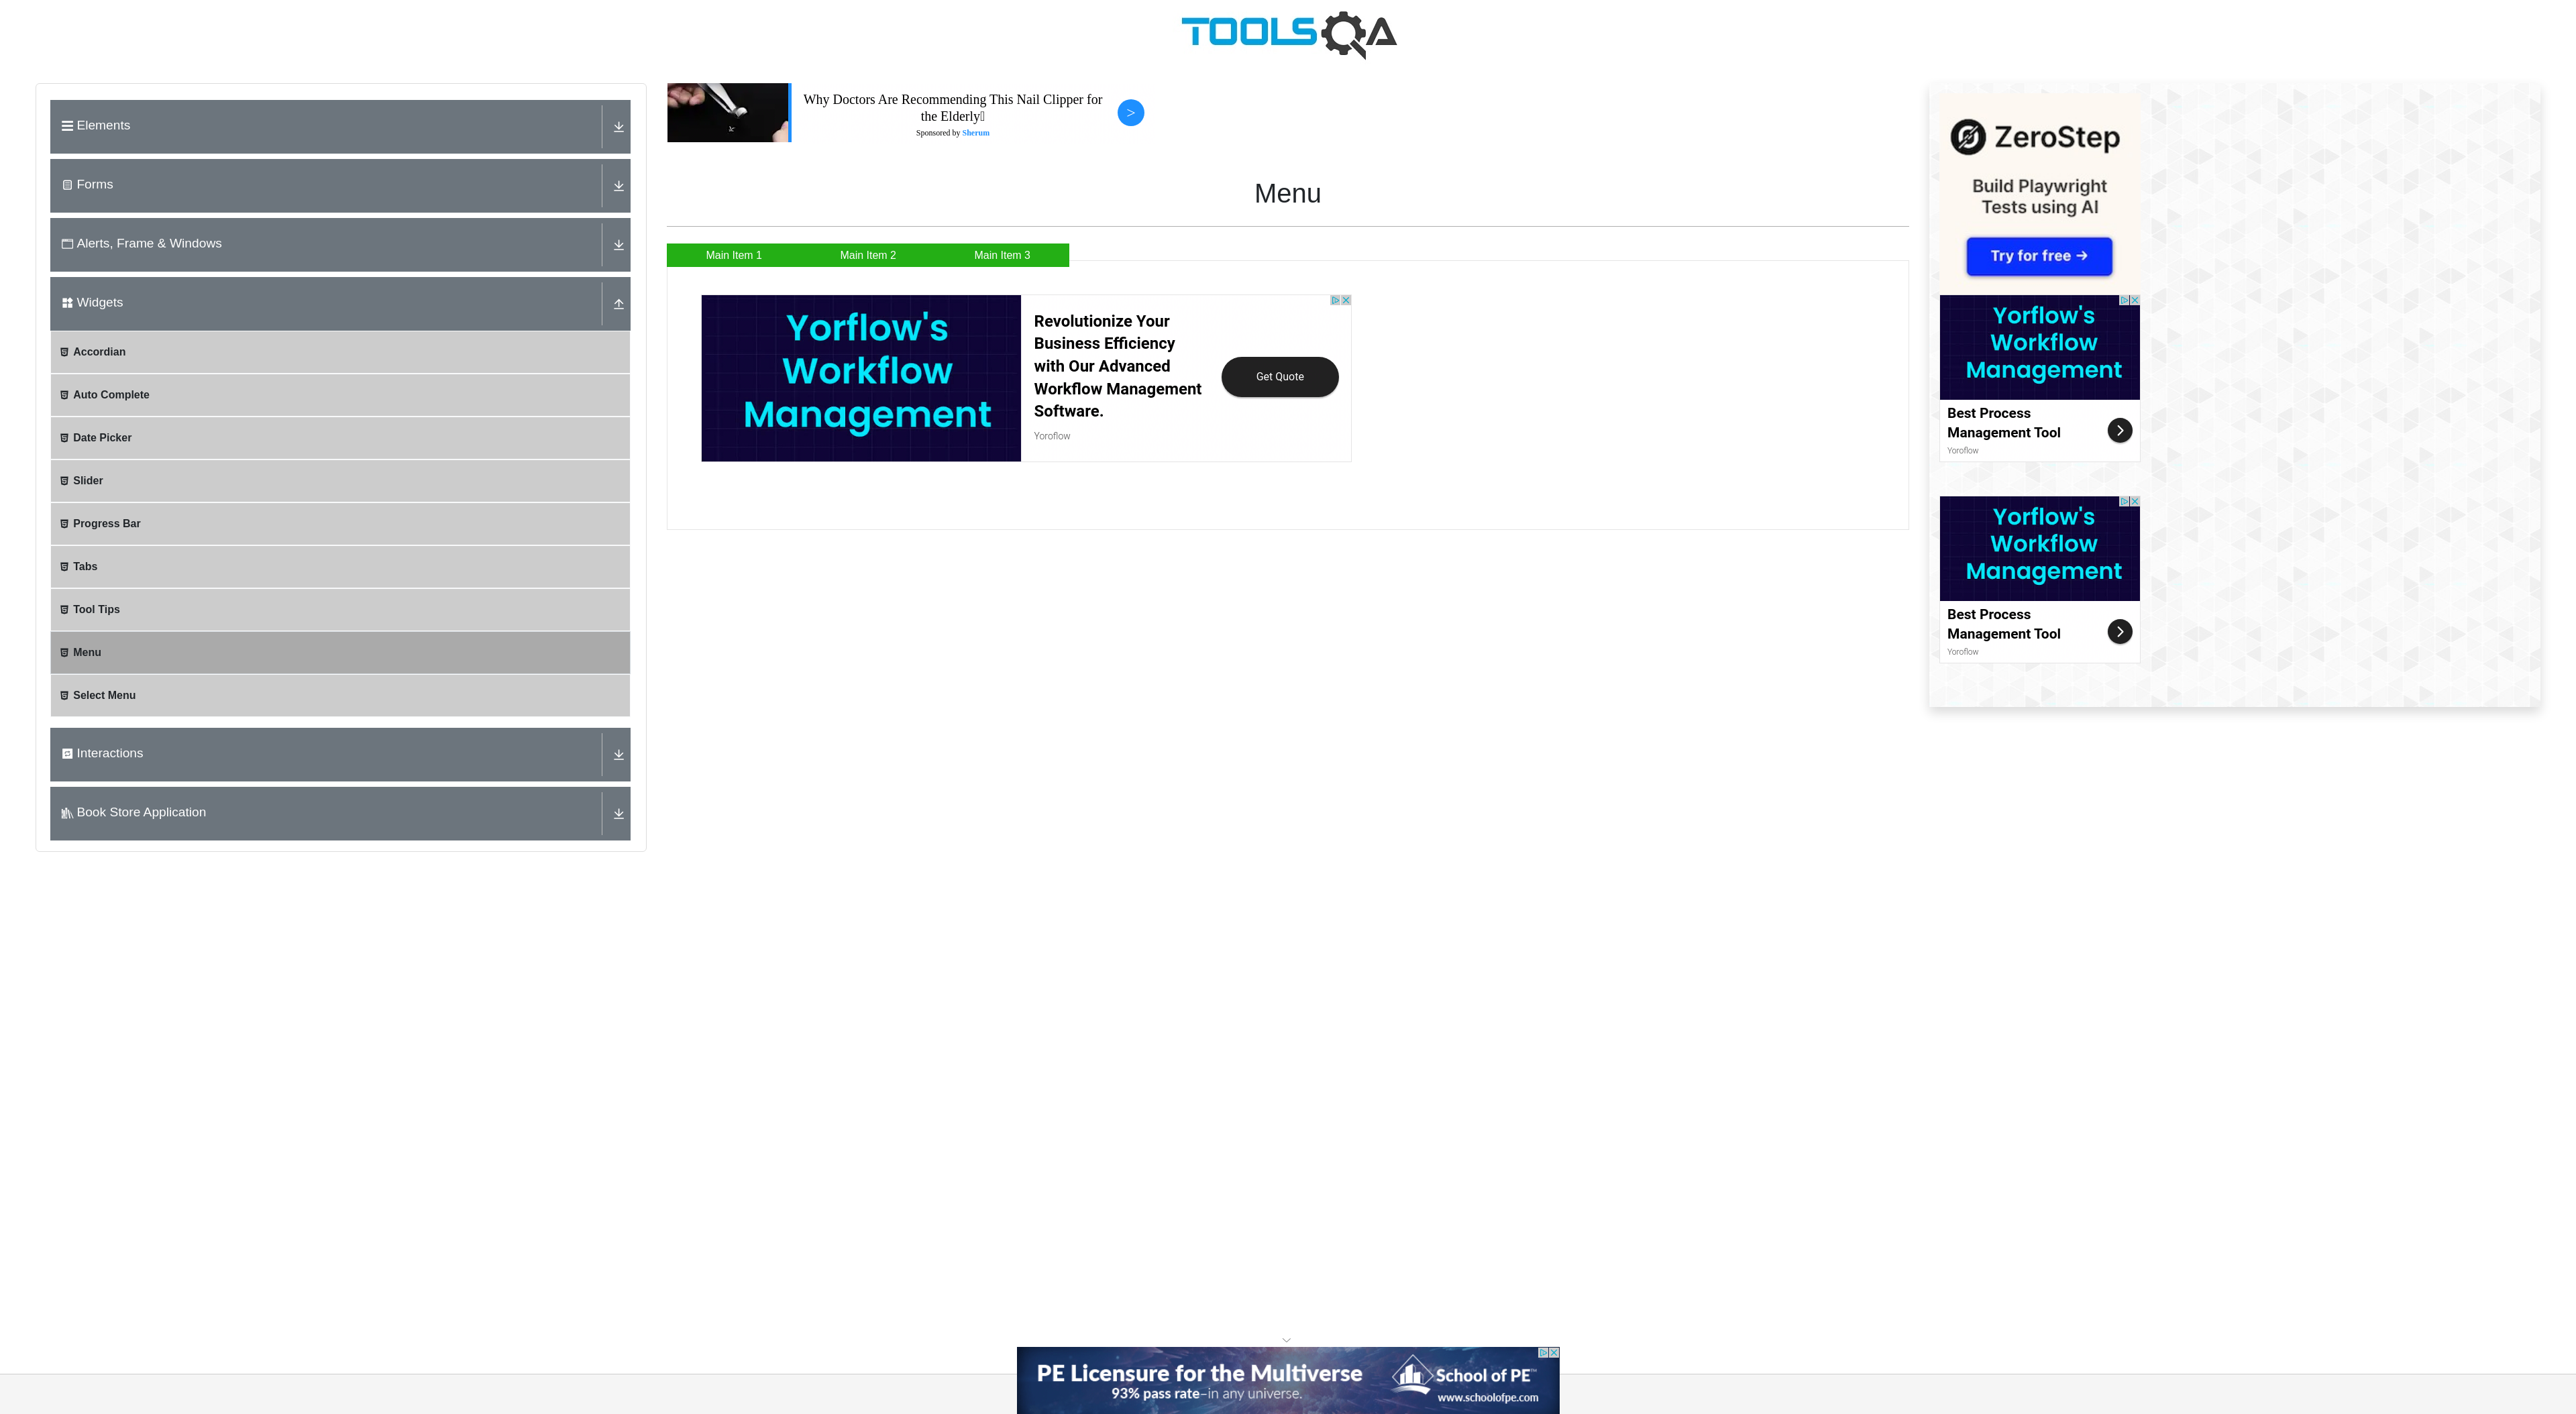 TOOLSQA
Elements
Forms
Alerts, Frame & Windows
Widgets
Accordian
Auto Complete
Date Picker
Slider
Progress Bar
Tabs
Tool Tips
Menu
Select Menu
Interactions
Book Store Application
Why Doctors Are Recommending This Nail Clipper for
the Elderly
Sponsored by Sherum
>
Menu
Main Item 1 Main Item 2 Main Item 3
Yorflow's
Workflow
Management
Revolutionize Your
Business Efficiency
with Our Advanced
Workflow Management
Software.
Yoroflow
Get Quote
ZeroStep
Build Playwright
Tests using AI
Try for free →
Yorflow's
Workflow
Management
Best Process
Management Tool
Yoroflow
Yorflow's
Workflow
Management
Best Process
Management Tool
Yoroflow
PE Licensure for the Multiverse
93% pass rate–in any universe.
School of PE™
www.schoolofpe.com